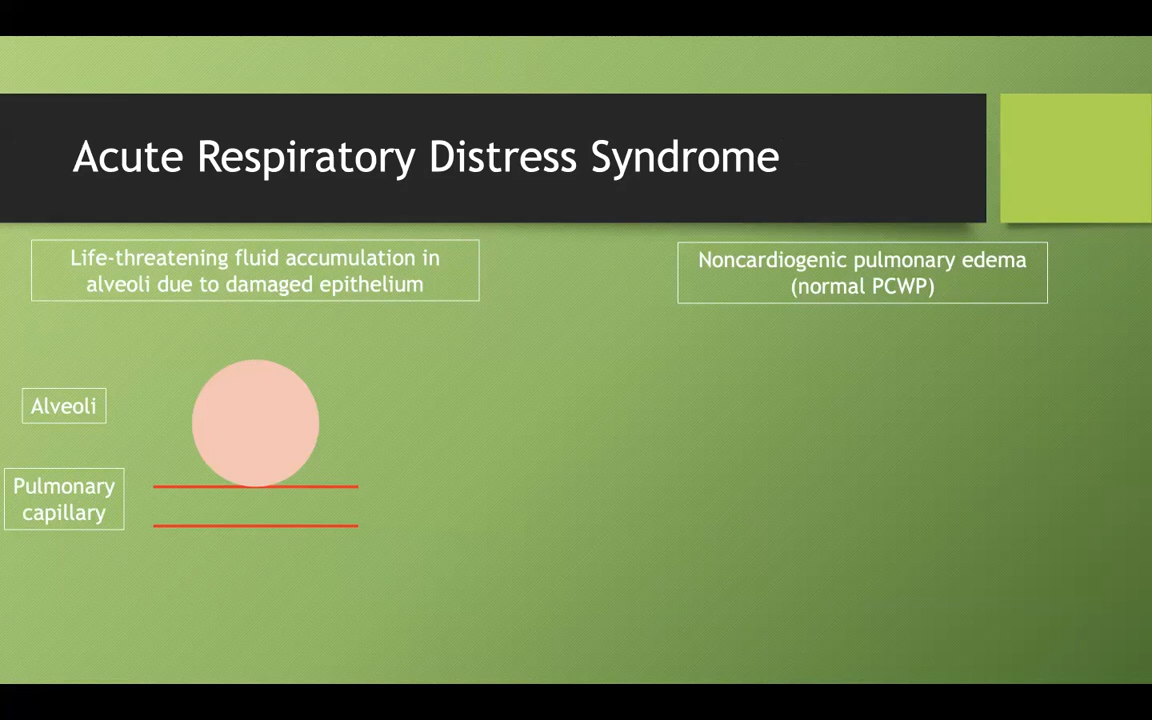 Acute Respiratory Distress Syndrome
Life-threatening fluid accumulation in
alveoli due to damaged epithelium
Noncardiogenic pulmonary edema
(normal PCWP)
Alveoli
Pulmonary
capillary